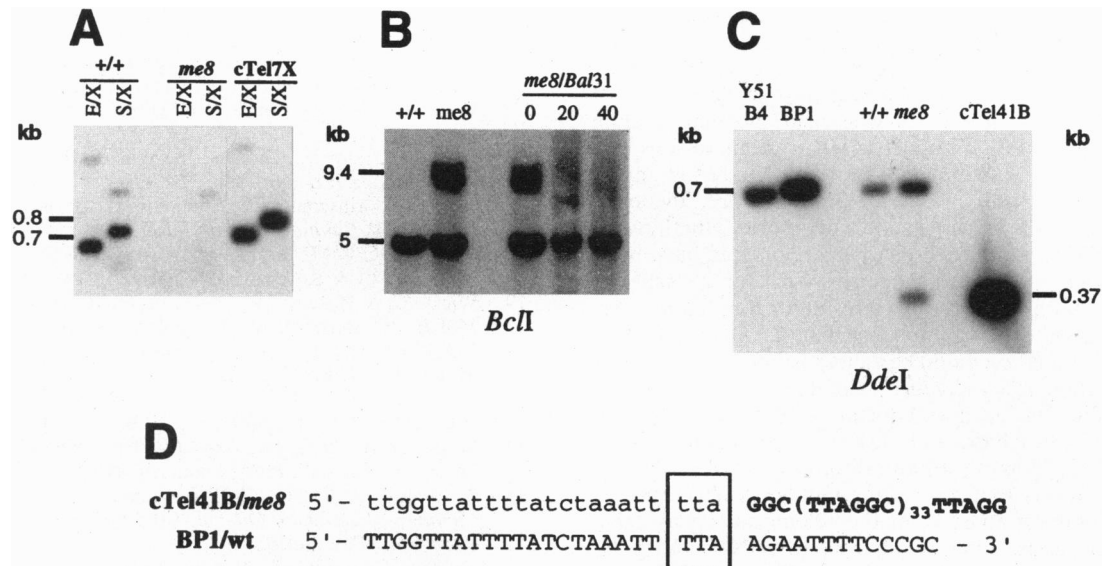 A
+/+ me8 cTel7X
E/X S/X E/X S/X E/X S/X
kb
0.8
0.7
B
me8/Bal31
+/+ me8 0 20 40
kb
9.4
5
BclI
C
Y51
B4 BP1 +/+ me8 cTel41B
kb kb
0.7
0.37
DdeI
D
cTel41B/me8 5'- ttggttattttatctaaatt tta GGC(TTAGGC)33TTAGG
BP1/wt 5'- TTGGTTATTTTATCTAAATT TTA AGAATTTTCCCGC - 3'